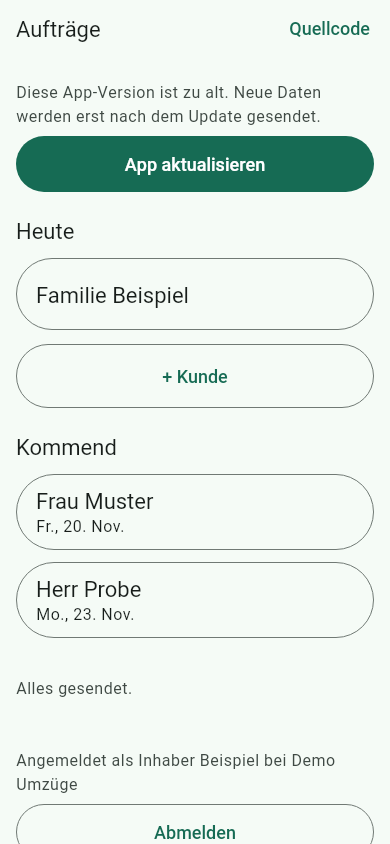 Aufträge
Quellcode
Diese App-Version ist zu alt. Neue Daten
werden erst nach dem Update gesendet.
App aktualisieren
Heute
Familie Beispiel
+ Kunde
Kommend
Frau Muster
Fr., 20. Nov.
Herr Probe
Mo., 23. Nov.
Alles gesendet.
Angemeldet als Inhaber Beispiel bei Demo
Umzüge
Abmelden